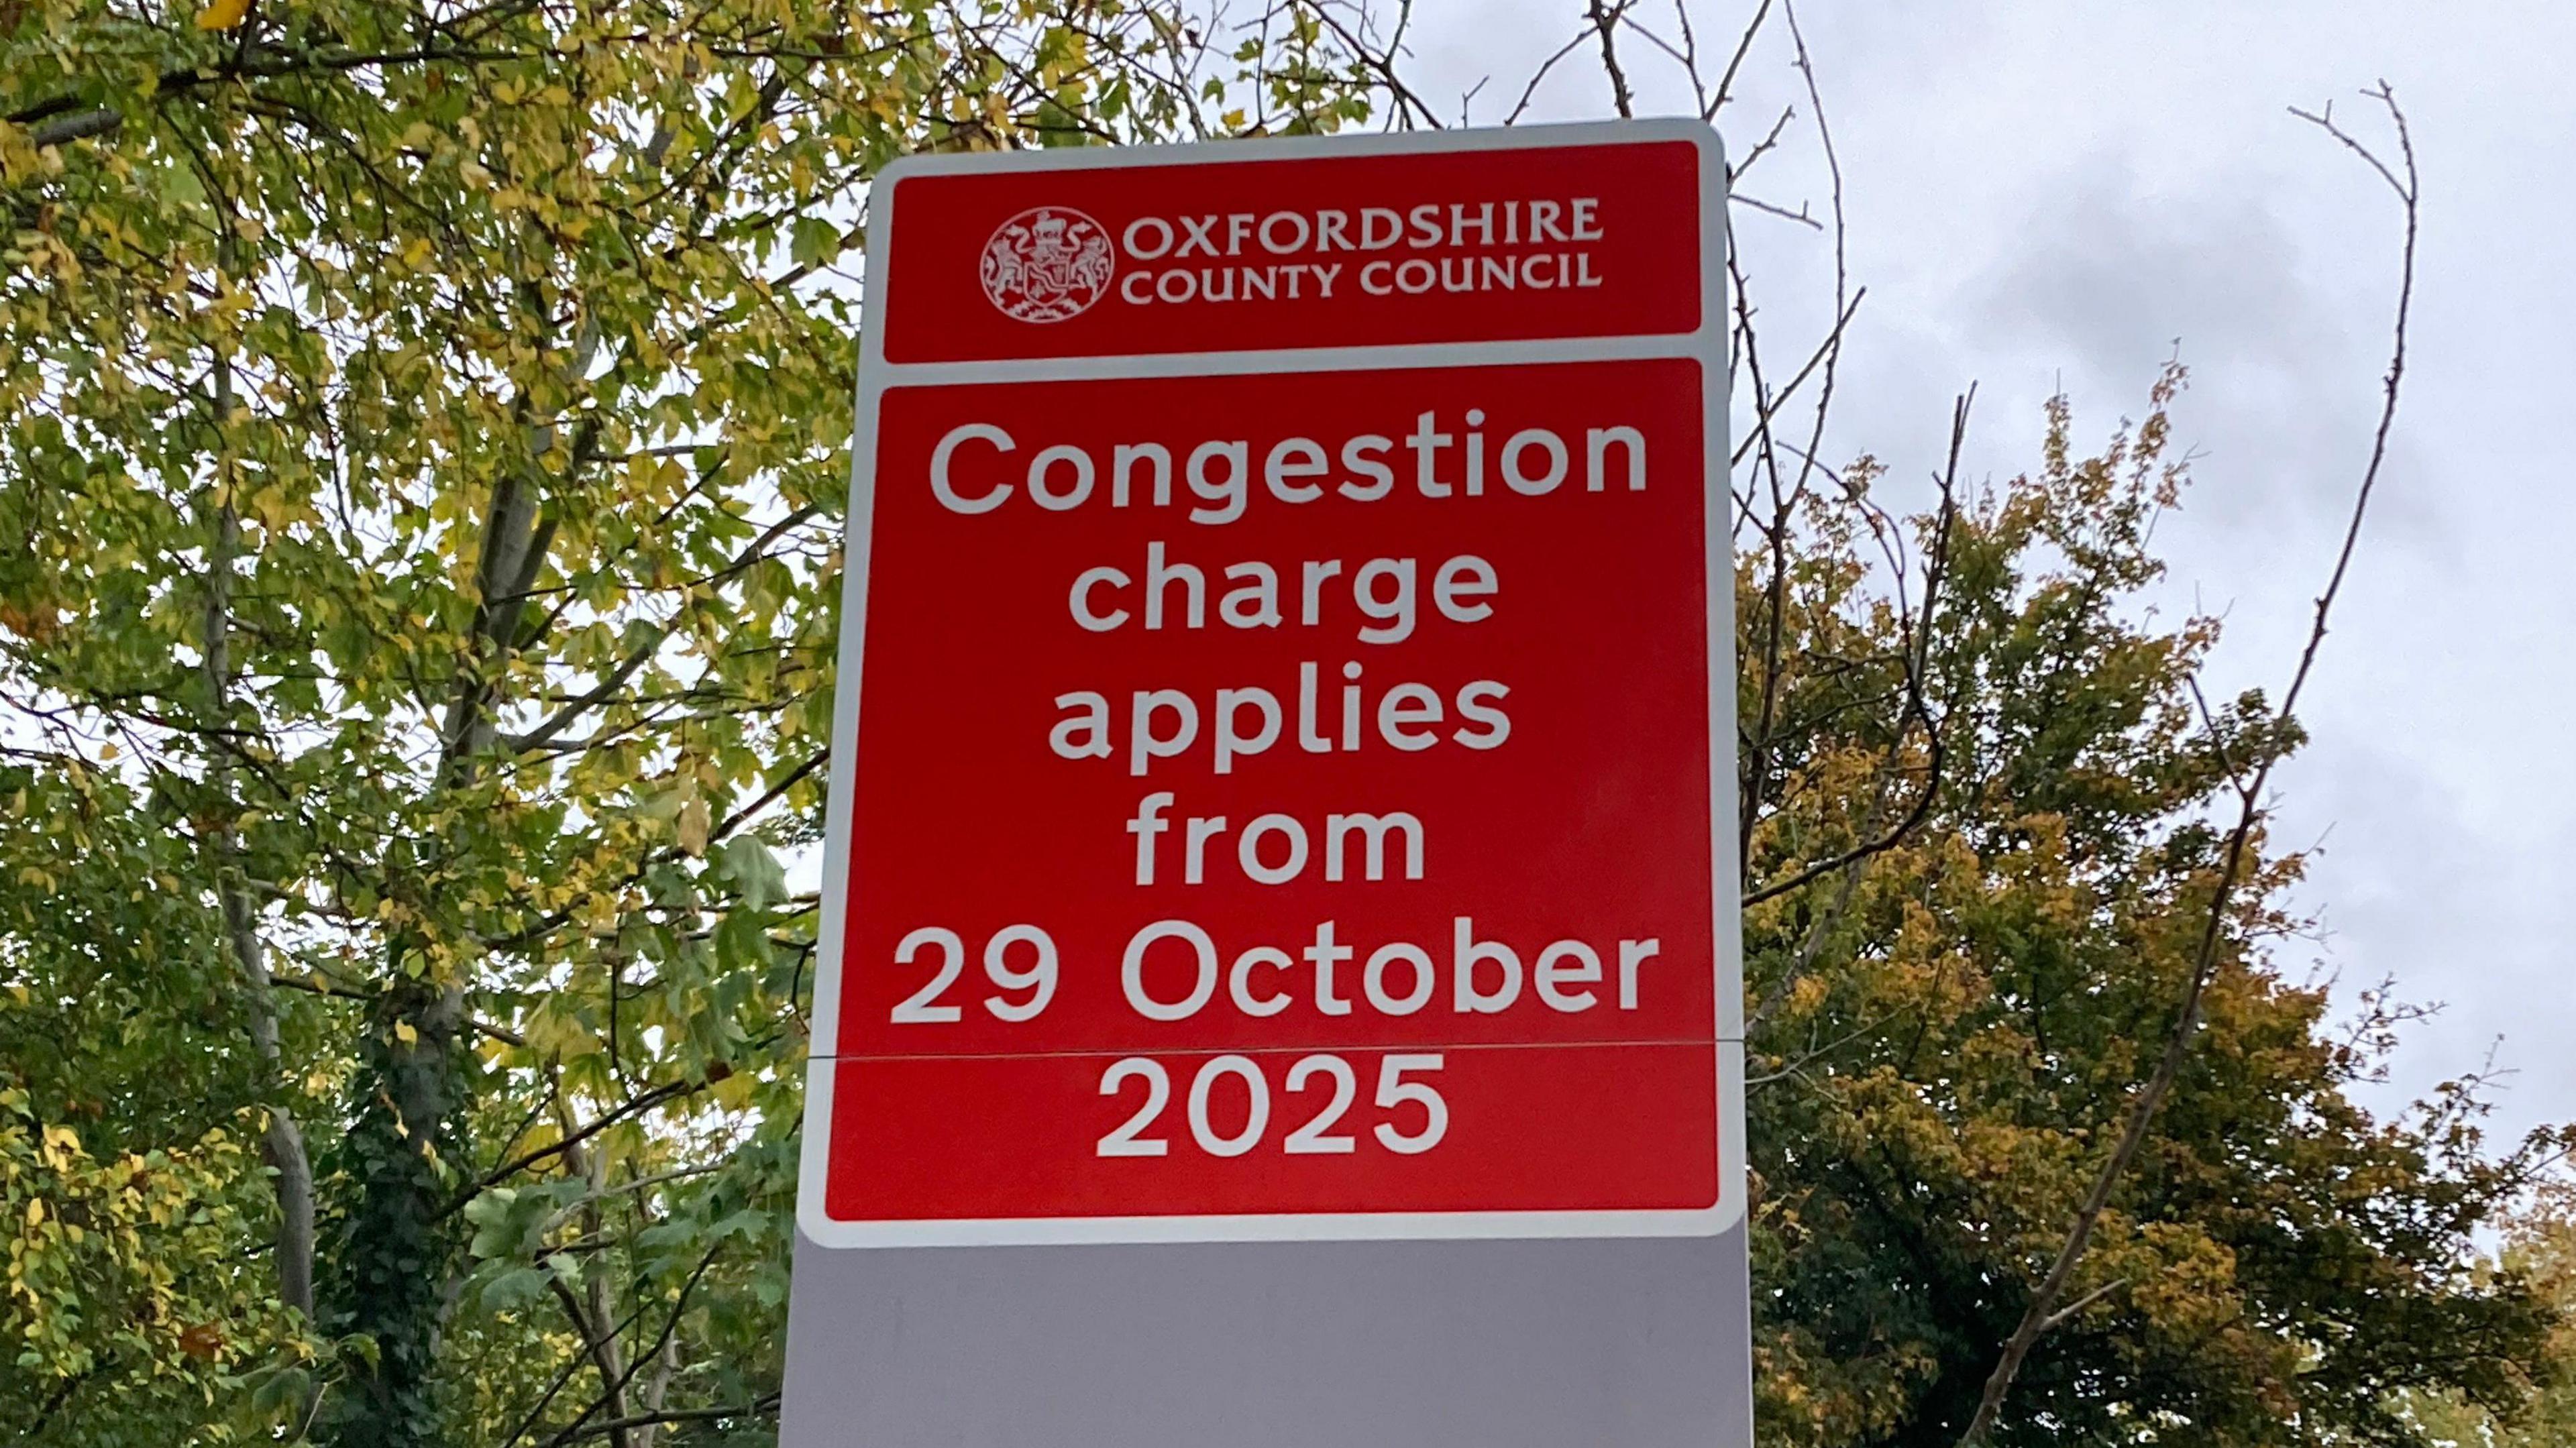 OXFORDSHIRE
COUNTY COUNCIL
Congestion
charge
applies
from
29 October
2025